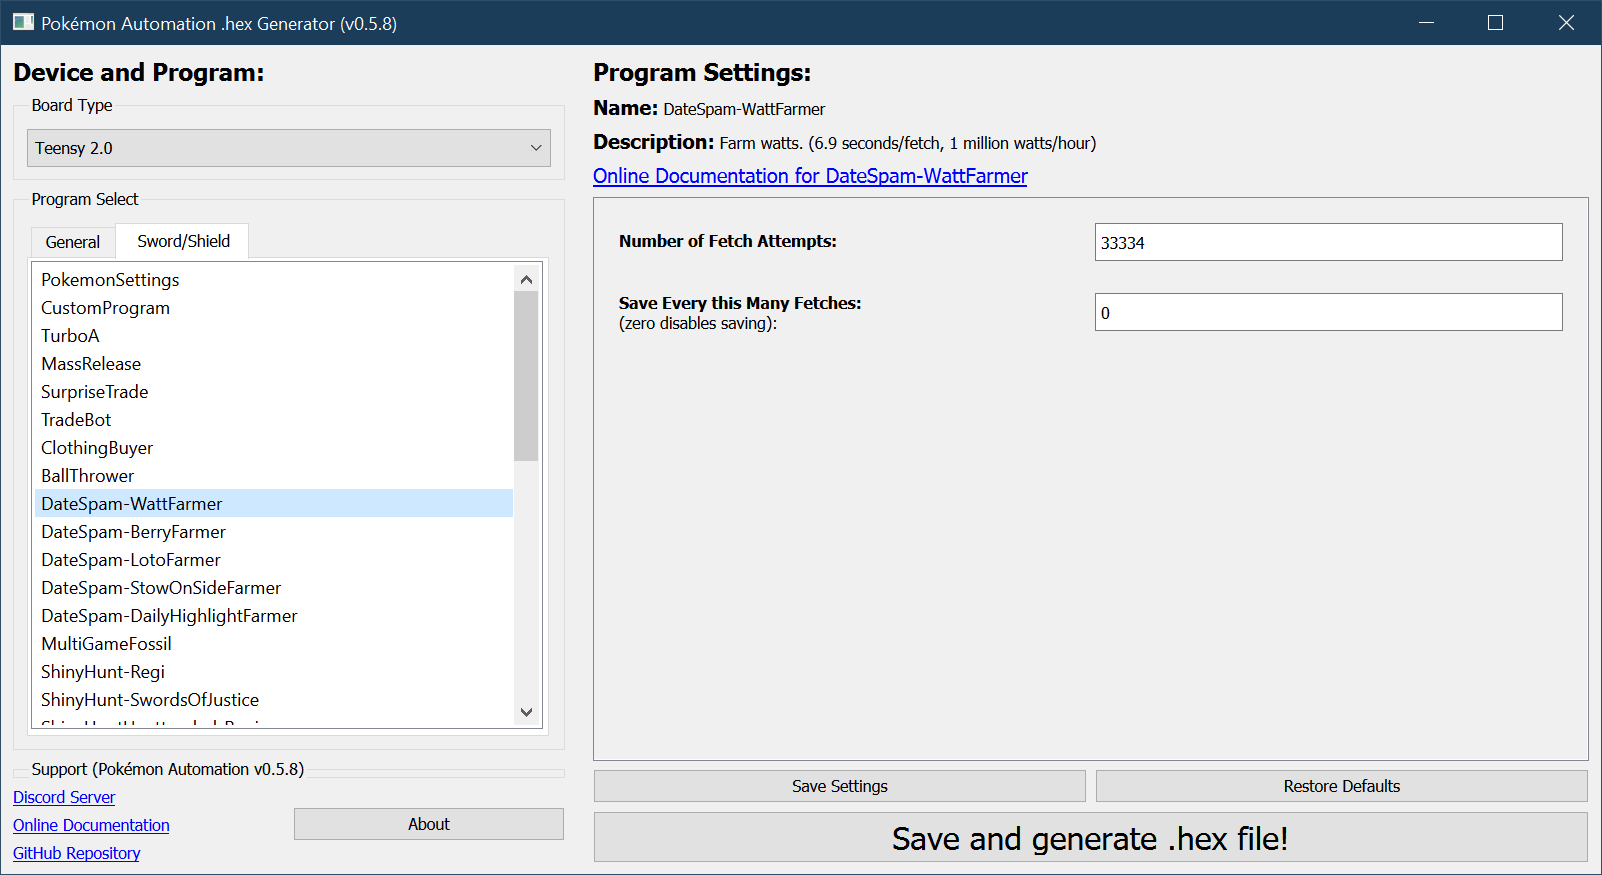 Pokémon Automation .hex Generator (v0.5.8)
Device and Program:
Board Type
Teensy 2.0
Program Select
General
Sword/Shield
PokemonSettings
CustomProgram
TurboA
MassRelease
SurpriseTrade
TradeBot
ClothingBuyer
BallThrower
DateSpam-WattFarmer
DateSpam-BerryFarmer
DateSpam-LotoFarmer
DateSpam-StowOnSideFarmer
DateSpam-DailyHighlightFarmer
MultiGameFossil
ShinyHunt-Regi
ShinyHunt-SwordsOfJustice
Support (Pokémon Automation v0.5.8)
Discord Server
Online Documentation
GitHub Repository
About
Program Settings:
Name: DateSpam-WattFarmer
Description: Farm watts. (6.9 seconds/fetch, 1 million watts/hour)
Online Documentation for DateSpam-WattFarmer
Number of Fetch Attempts:
33334
Save Every this Many Fetches:
(zero disables saving):
0
Save Settings
Restore Defaults
Save and generate .hex file!